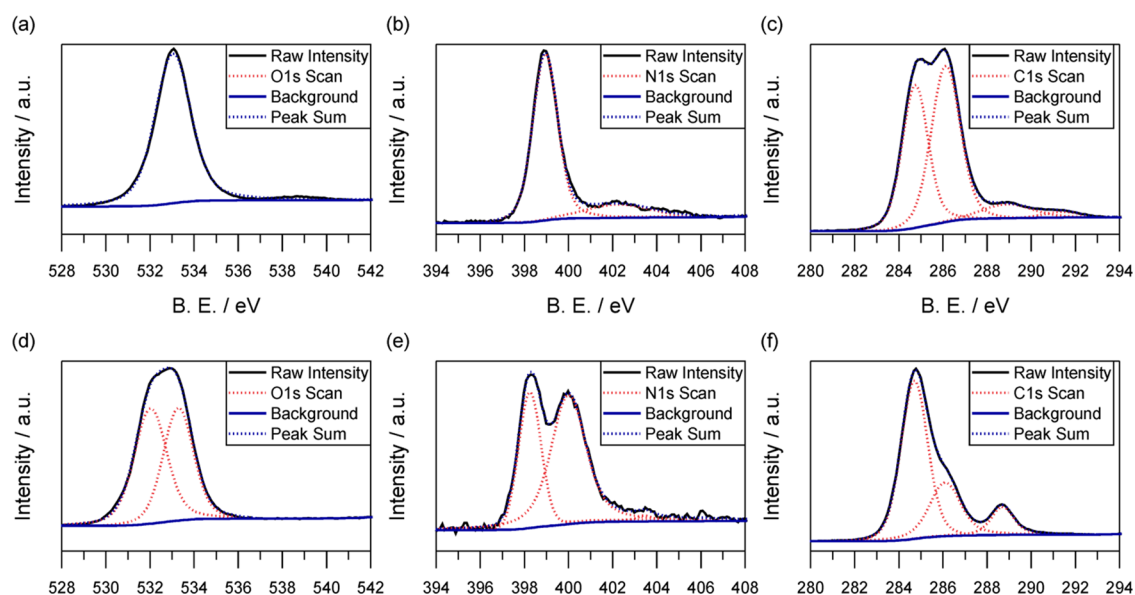 (a)
Intensity / a.u.
Raw Intensity
O1s Scan
Background
Peak Sum
528 530 532 534 536 538 540 542
B. E. / eV
(b)
Intensity / a.u.
Raw Intensity
N1s Scan
Background
Peak Sum
394 396 398 400 402 404 406 408
B. E. / eV
(c)
Intensity / a.u.
Raw Intensity
C1s Scan
Background
Peak Sum
280 282 284 286 288 290 292 294
B. E. / eV
(d)
Intensity / a.u.
Raw Intensity
O1s Scan
Background
Peak Sum
528 530 532 534 536 538 540 542
(e)
Intensity / a.u.
Raw Intensity
N1s Scan
Background
Peak Sum
394 396 398 400 402 404 406 408
(f)
Intensity / a.u.
Raw Intensity
C1s Scan
Background
Peak Sum
280 282 284 286 288 290 292 294